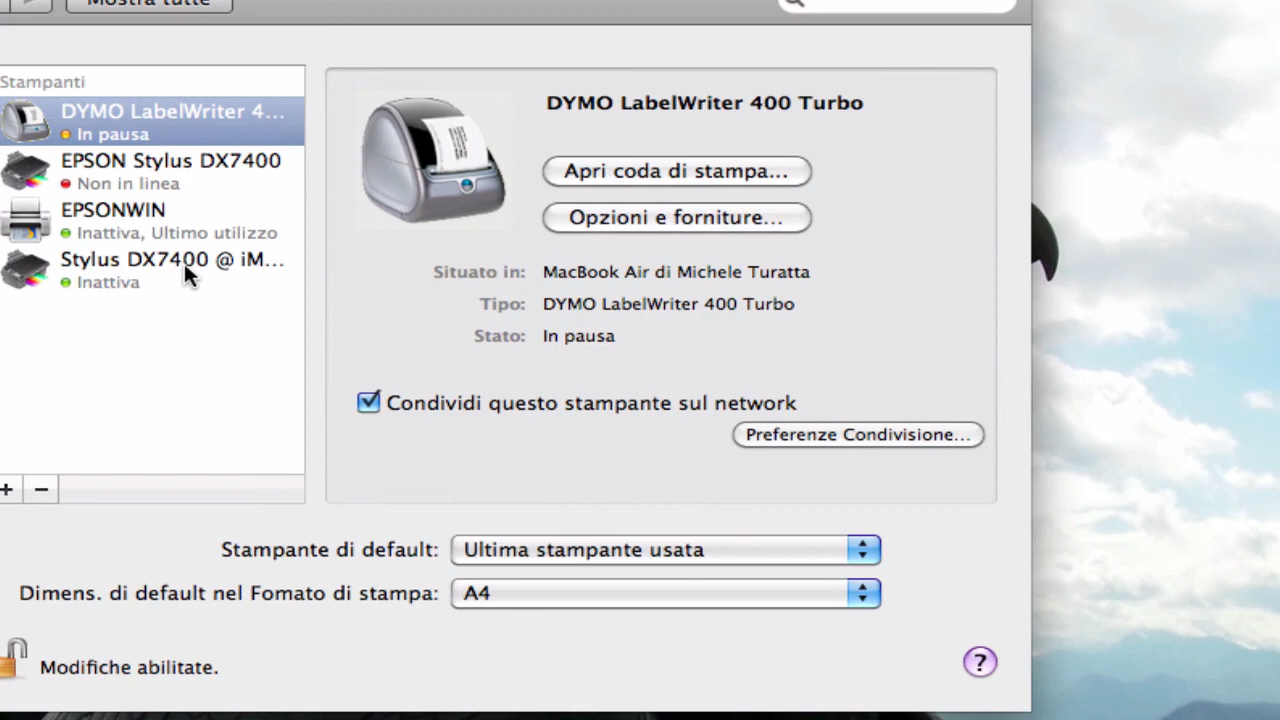 Mostra tutte
Stampanti
DYMO LabelWriter 4...
In pausa
EPSON Stylus DX7400
Non in linea
EPSONWIN
Inattiva, Ultimo utilizzo
Stylus DX7400 @ iM...
Inattiva
DYMO LabelWriter 400 Turbo
Apri coda di stampa...
Opzioni e forniture...
Situato in: MacBook Air di Michele Turatta
Tipo: DYMO LabelWriter 400 Turbo
Stato: In pausa
Condividi questo stampante sul network
Preferenze Condivisione...
Stampante di default: Ultima stampante usata
Dimens. di default nel Fomato di stampa: A4
Modifiche abilitate.
?